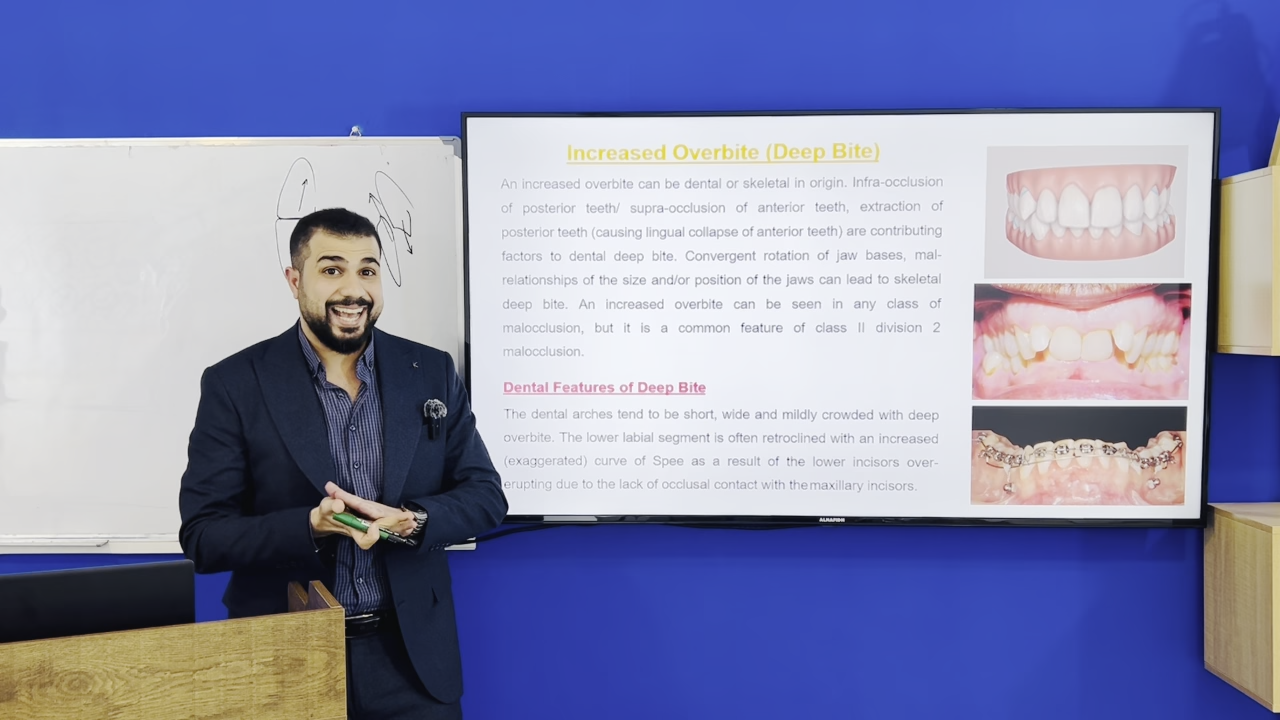 Increased Overbite (Deep Bite)
An increased overbite can be dental or skeletal in origin. Infra-occlusion
of posterior teeth/ supra-occlusion of anterior teeth, extraction of
posterior teeth (causing lingual collapse of anterior teeth) are contributing
factors to dental deep bite. Convergent rotation of jaw bases, mal-
relationships of the size and/or position of the jaws can lead to skeletal
deep bite. An increased overbite can be seen in any class of
malocclusion, but it is a common feature of class II division 2
malocclusion.
Dental Features of Deep Bite
The dental arches tend to be short, wide and mildly crowded with deep
overbite. The lower labial segment is often retroclined with an increased
(exaggerated) curve of Spee as a result of the lower incisors over-
erupting due to the lack of occlusal contact with the maxillary incisors.
ALHAFIDH